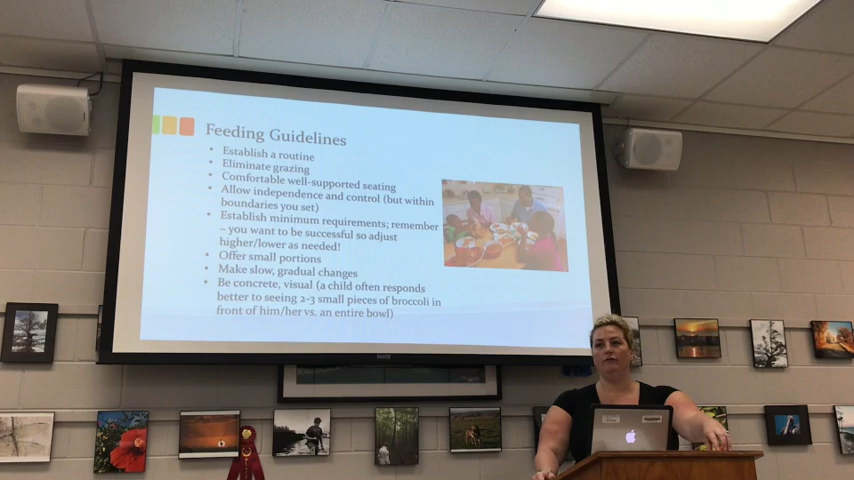 Feeding Guidelines
• Establish a routine
• Eliminate grazing
• Comfortable well-supported seating
• Allow independence and control (but within
boundaries you set)
• Establish minimum requirements; remember
– you want to be successful so adjust
higher/lower as needed!
• Offer small portions
• Make slow, gradual changes
• Be concrete, visual (a child often responds
better to seeing 2-3 small pieces of broccoli in
front of him/her vs. an entire bowl)